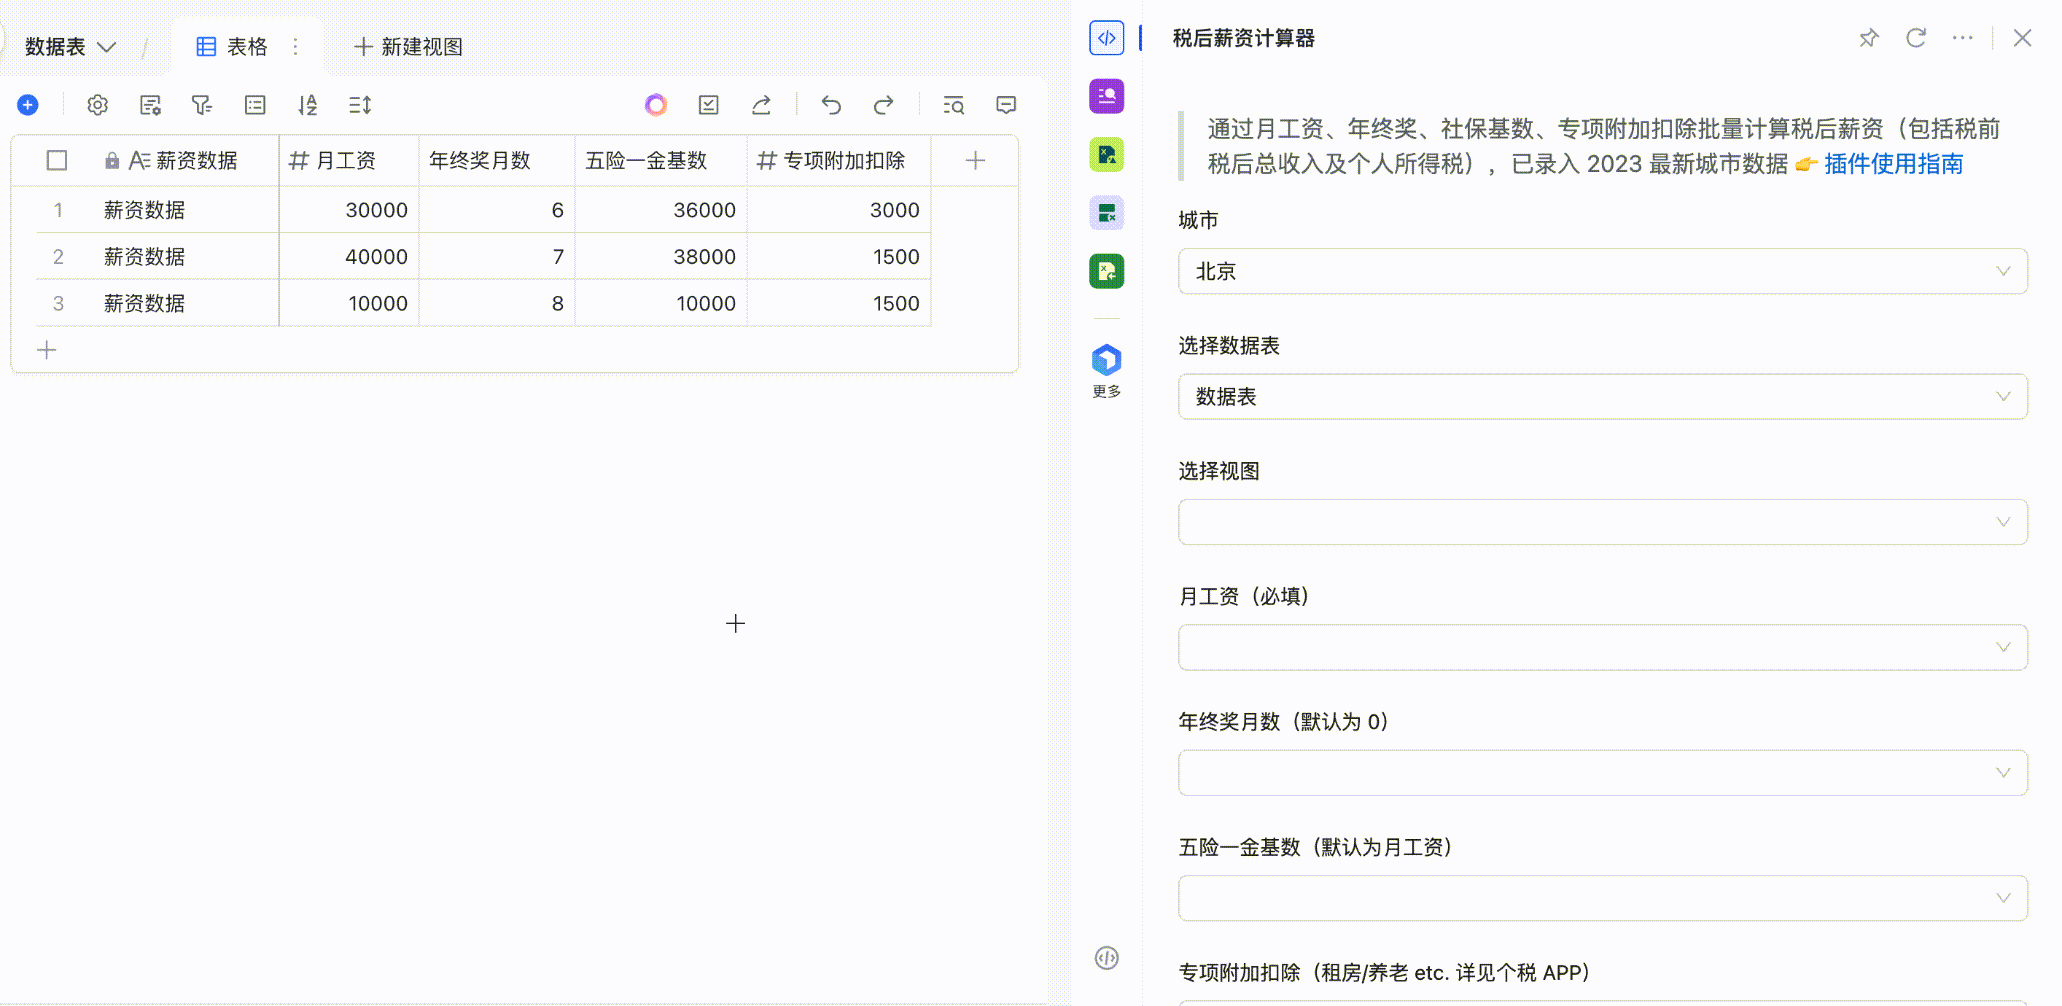 数据表
表格
新建视图
薪资数据 月工资 年终奖月数 五险一金基数 专项附加扣除
1 薪资数据 30000 6 36000 3000
2 薪资数据 40000 7 38000 1500
3 薪资数据 10000 8 10000 1500
更多
税后薪资计算器
通过月工资、年终奖、社保基数、专项附加扣除批量计算税后薪资（包括税前
税后总收入及个人所得税），已录入 2023 最新城市数据 👉 插件使用指南
城市
北京
选择数据表
数据表
选择视图
月工资（必填）
年终奖月数（默认为 0）
五险一金基数（默认为月工资）
专项附加扣除（租房/养老 etc. 详见个税 APP）